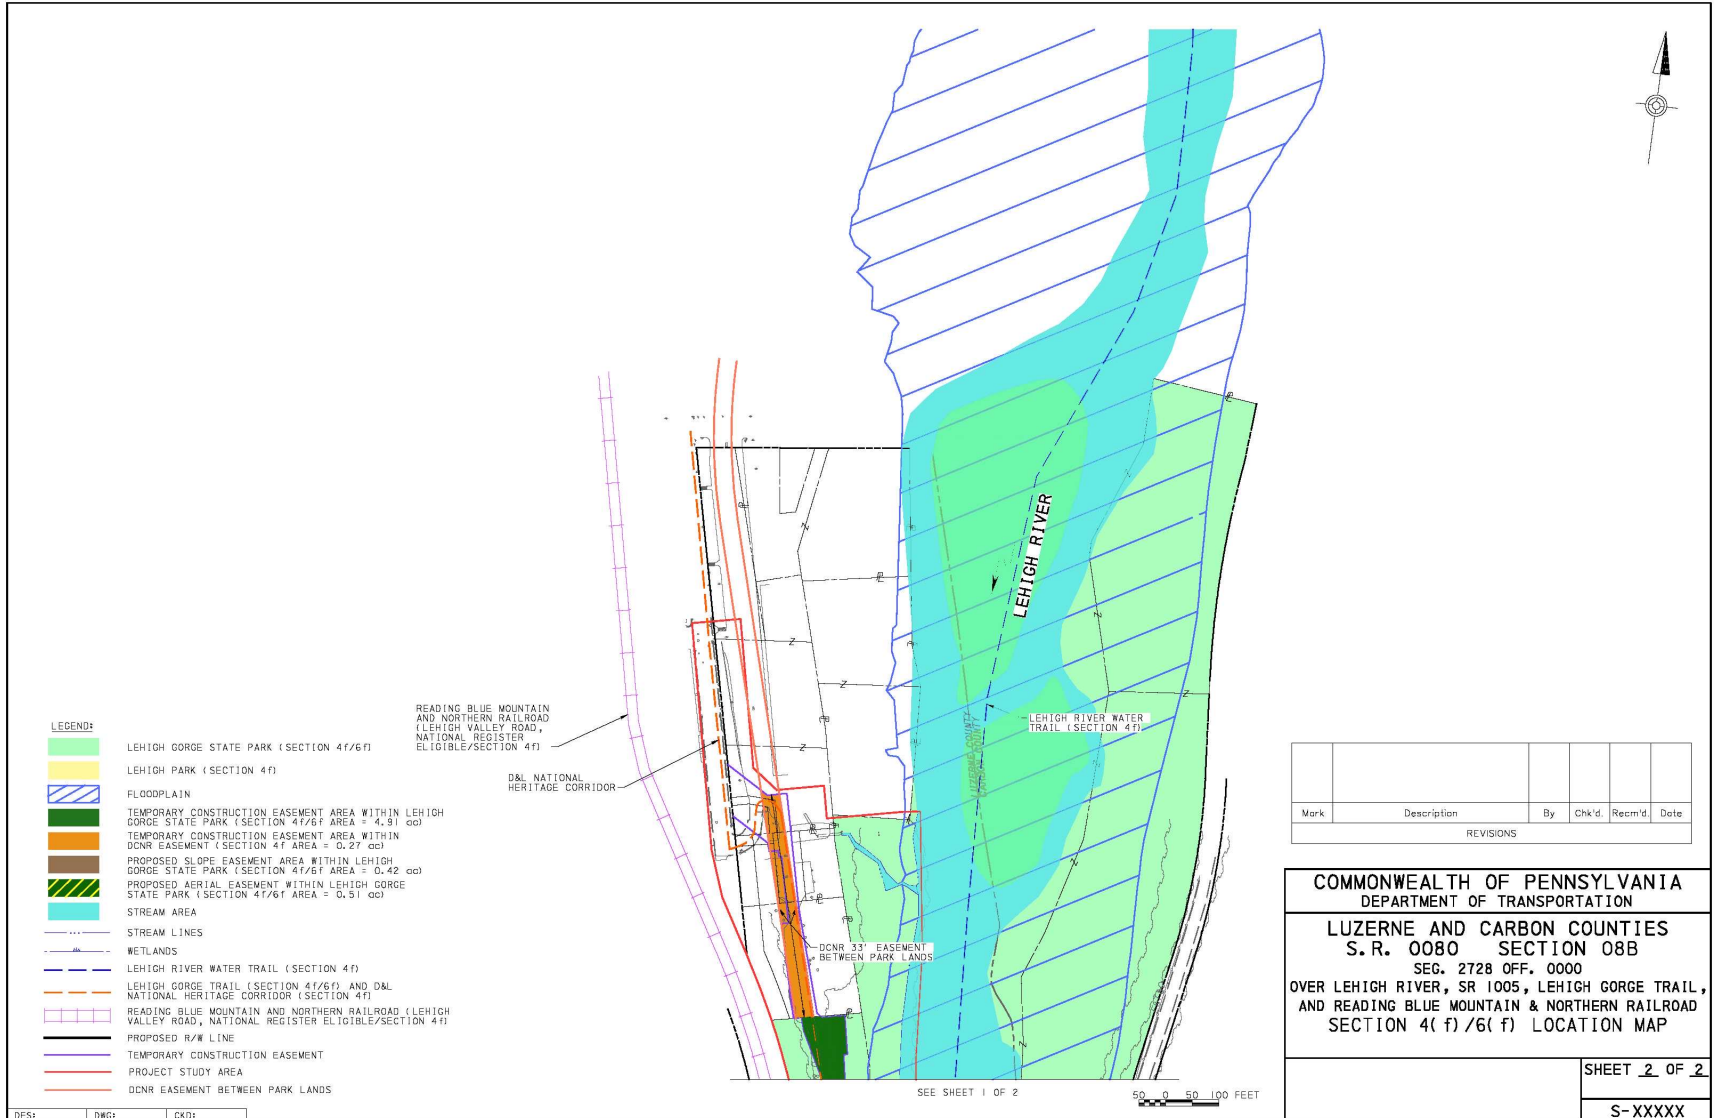 LEHIGH RIVER
READING BLUE MOUNTAIN
AND NORTHERN RAILROAD
(LEHIGH VALLEY ROAD,
NATIONAL REGISTER
ELIGIBLE/SECTION 4f)
D&L NATIONAL
HERITAGE CORRIDOR
LEHIGH RIVER WATER
TRAIL (SECTION 4f)
LUZERNE COUNTY
CARBON COUNTY
DCNR 33' EASEMENT
BETWEEN PARK LANDS
SEE SHEET 1 OF 2
50 0 50 100 FEET
LEGEND:
LEHIGH GORGE STATE PARK (SECTION 4f/6f)
LEHIGH PARK (SECTION 4f)
FLOODPLAIN
TEMPORARY CONSTRUCTION EASEMENT AREA WITHIN LEHIGH
GORGE STATE PARK (SECTION 4f/6f AREA = 4.91 ac)
TEMPORARY CONSTRUCTION EASEMENT AREA WITHIN
DCNR EASEMENT (SECTION 4f AREA = 0.27 ac)
PROPOSED SLOPE EASEMENT AREA WITHIN LEHIGH
GORGE STATE PARK (SECTION 4f/6f AREA = 0.42 ac)
PROPOSED AERIAL EASEMENT WITHIN LEHIGH GORGE
STATE PARK (SECTION 4f/6f AREA = 0.51 ac)
STREAM AREA
STREAM LINES
WETLANDS
LEHIGH RIVER WATER TRAIL (SECTION 4f)
LEHIGH GORGE TRAIL (SECTION 4f/6f) AND D&L
NATIONAL HERITAGE CORRIDOR (SECTION 4f)
READING BLUE MOUNTAIN AND NORTHERN RAILROAD (LEHIGH
VALLEY ROAD, NATIONAL REGISTER ELIGIBLE/SECTION 4f)
PROPOSED R/W LINE
TEMPORARY CONSTRUCTION EASEMENT
PROJECT STUDY AREA
DCNR EASEMENT BETWEEN PARK LANDS
DES: DWG: CKD:
Mark Description By Chk'd. Recm'd. Date
REVISIONS
COMMONWEALTH OF PENNSYLVANIA
DEPARTMENT OF TRANSPORTATION
LUZERNE AND CARBON COUNTIES
S.R. 0080 SECTION 08B
SEG. 2728 OFF. 0000
OVER LEHIGH RIVER, SR 1005, LEHIGH GORGE TRAIL,
AND READING BLUE MOUNTAIN & NORTHERN RAILROAD
SECTION 4(f)/6(f) LOCATION MAP
SHEET 2 OF 2
S-XXXXX